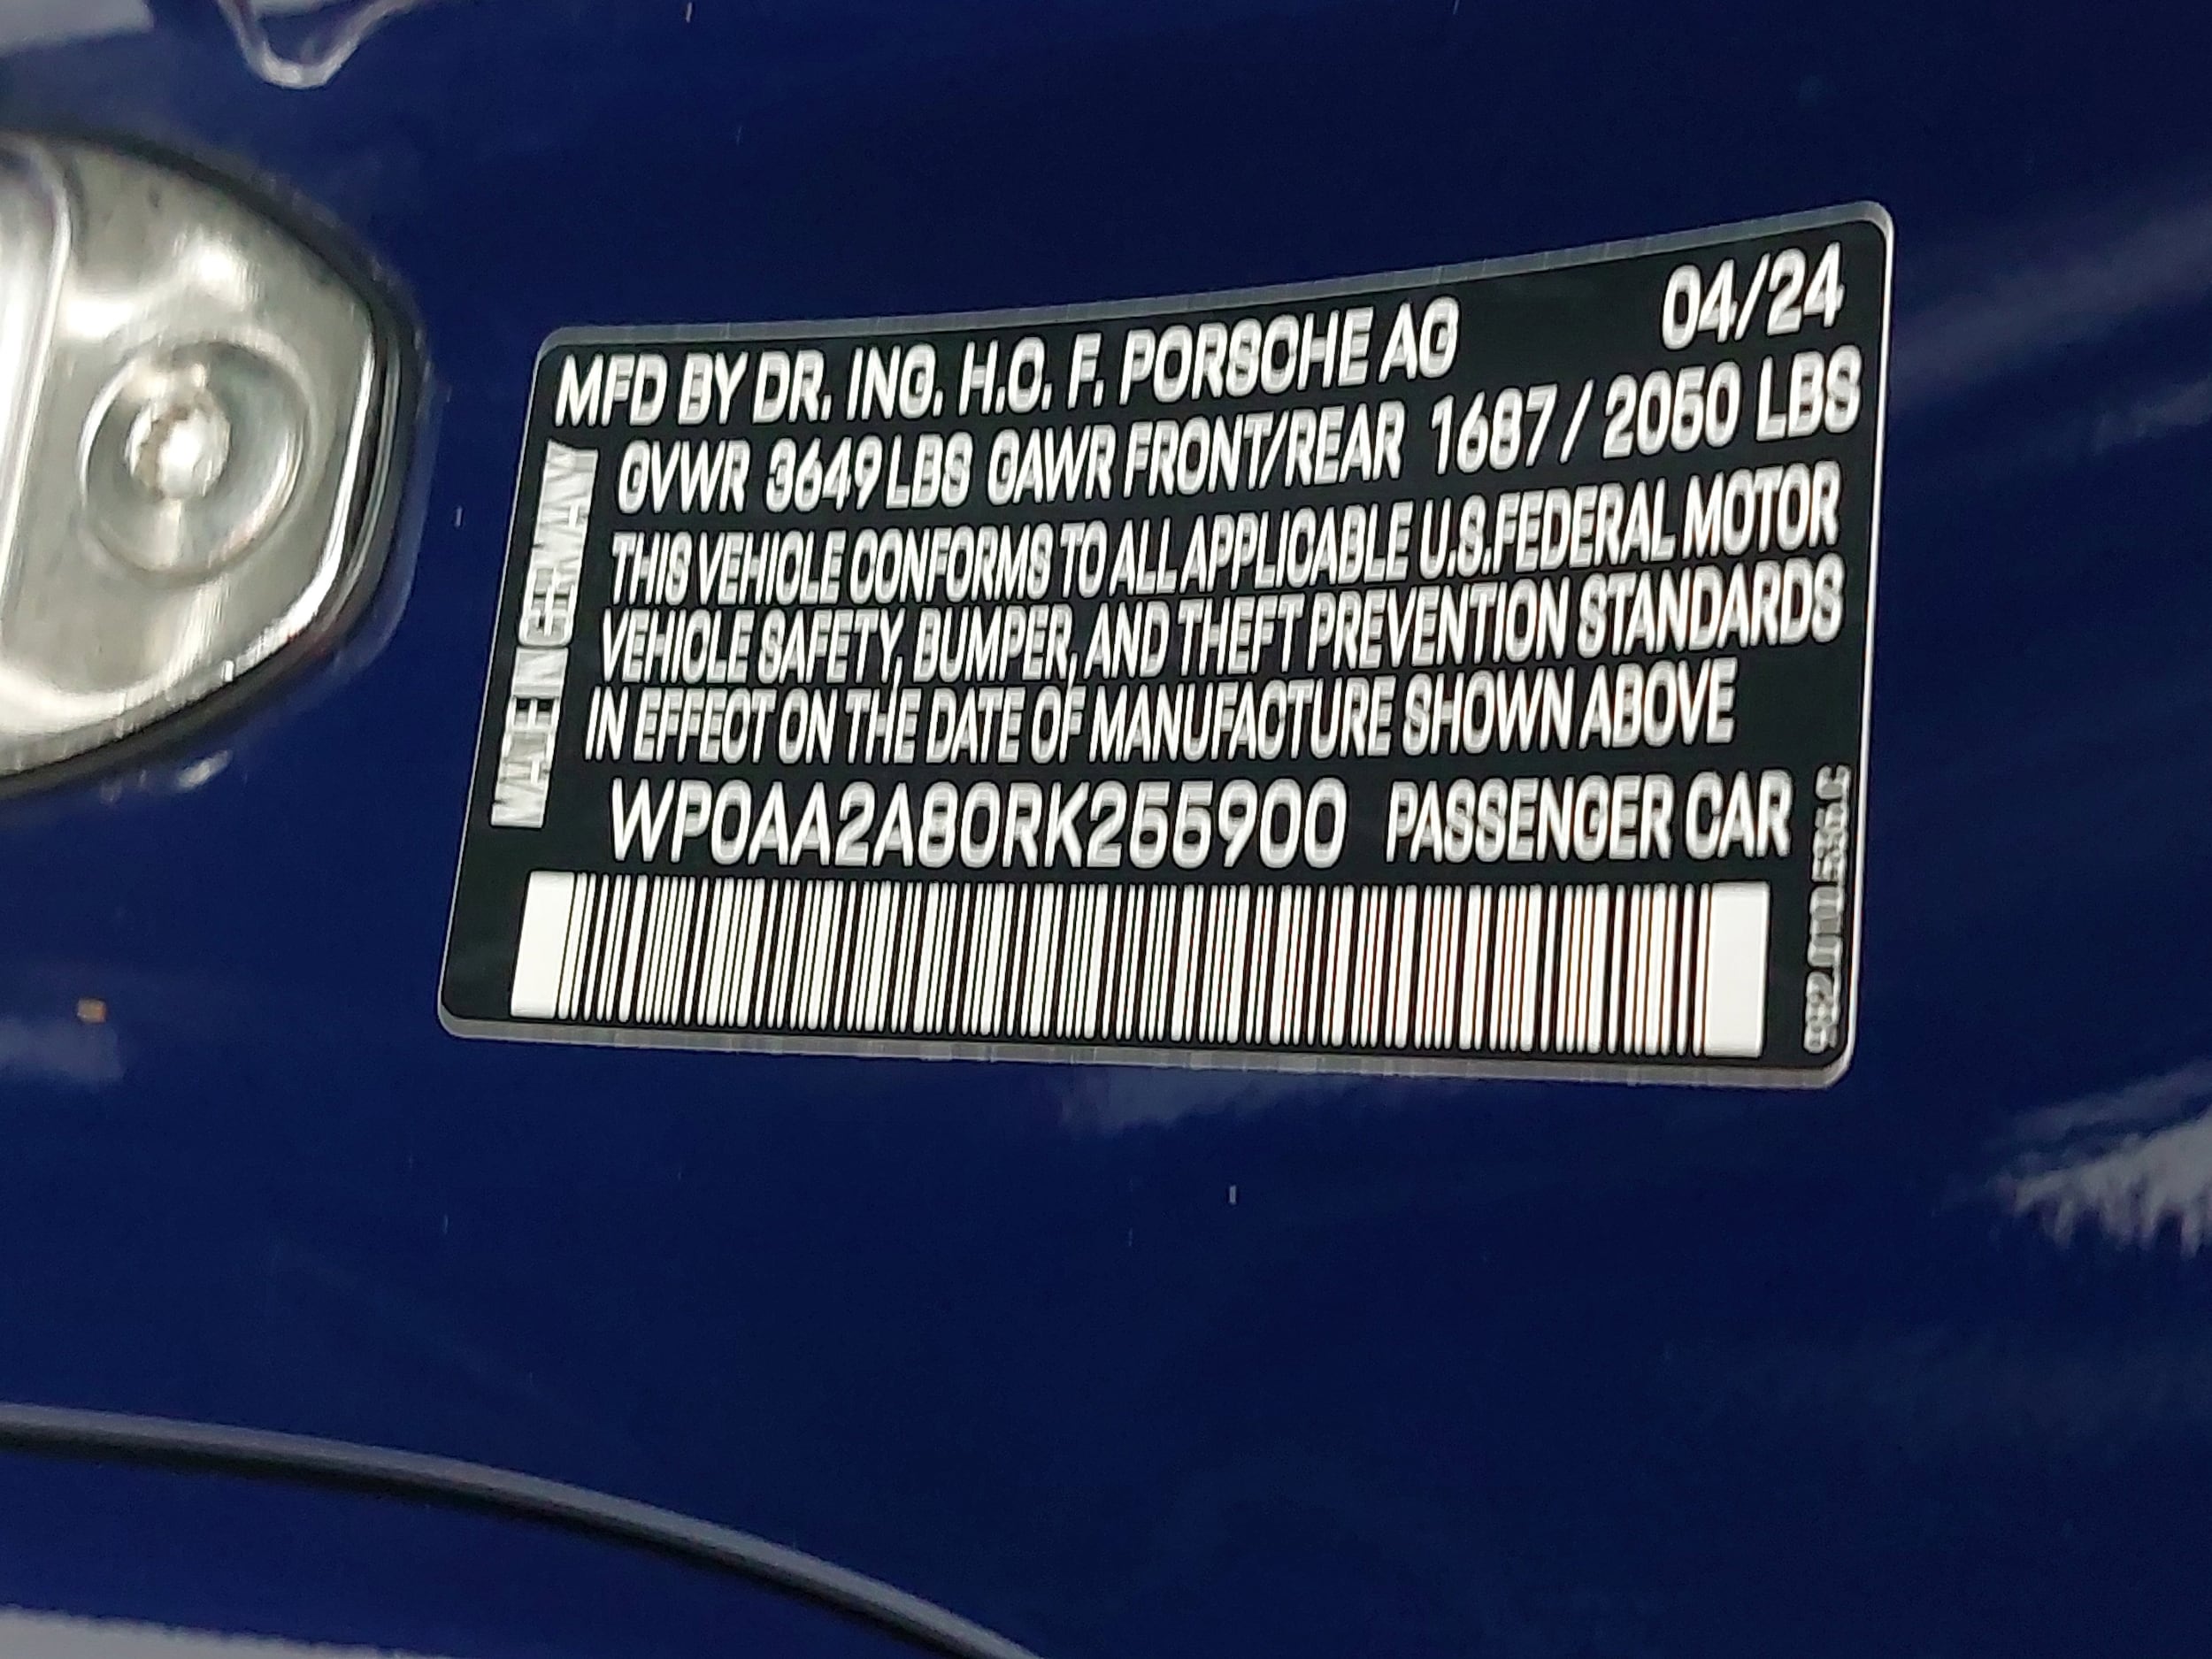 MFD BY DR. ING. H.C. F. PORSCHE AG 04/24
GVWR 3649 LBS GAWR FRONT/REAR 1687 / 2050 LBS
THIS VEHICLE CONFORMS TO ALL APPLICABLE U.S.FEDERAL MOTOR
VEHICLE SAFETY, BUMPER, AND THEFT PREVENTION STANDARDS
IN EFFECT ON THE DATE OF MANUFACTURE SHOWN ABOVE
WP0AA2A80RK255900 PASSENGER CAR
MADE IN GERMANY